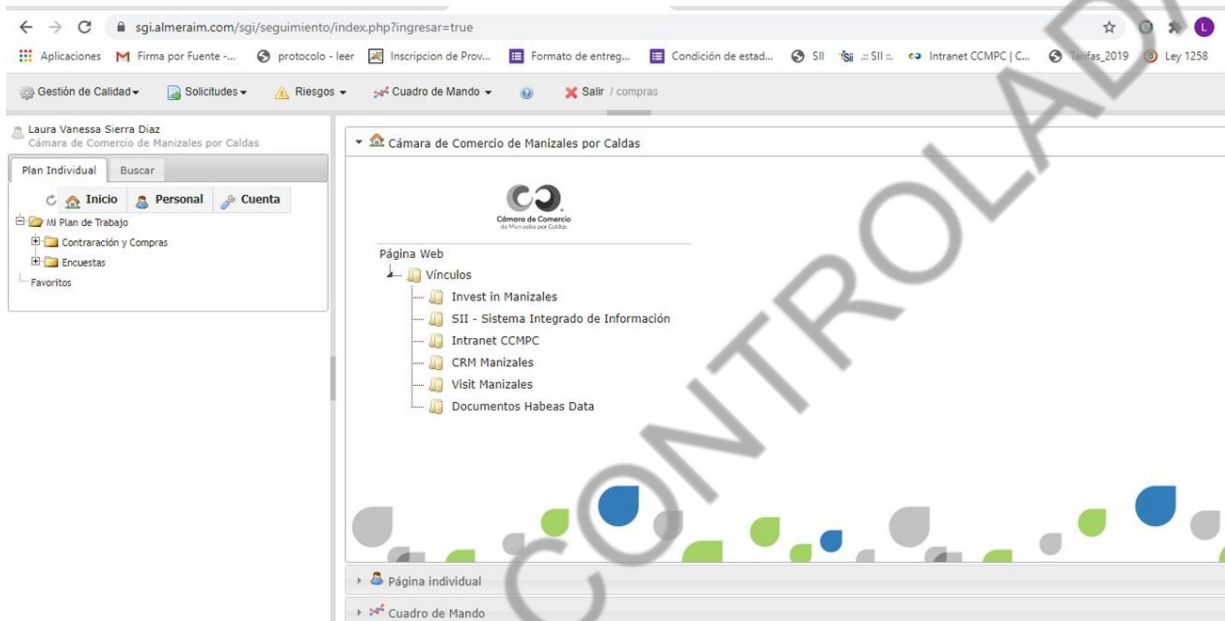 sgi.almeraim.com/sgi/seguimiento/index.php?ingresar=true
Aplicaciones Firma por Fuente -... protocolo - leer Inscripcion de Prov... Formato de entreg... Condición de estad... SII .:: SII ::. Intranet CCMPC | C... Tarifas_2019 Ley 1258
Gestión de Calidad Solicitudes Riesgos Cuadro de Mando Salir / compras
Laura Vanessa Sierra Diaz
Cámara de Comercio de Manizales por Caldas
Plan Individual Buscar
Inicio Personal Cuenta
Mi Plan de Trabajo
Contraración y Compras
Encuestas
Favoritos
Cámara de Comercio de Manizales por Caldas
Cámara de Comercio
de Manizales por Caldas
Página Web
Vínculos
Invest in Manizales
SII - Sistema Integrado de Información
Intranet CCMPC
CRM Manizales
Visit Manizales
Documentos Habeas Data
Página individual
Cuadro de Mando
L
CONTROLADA